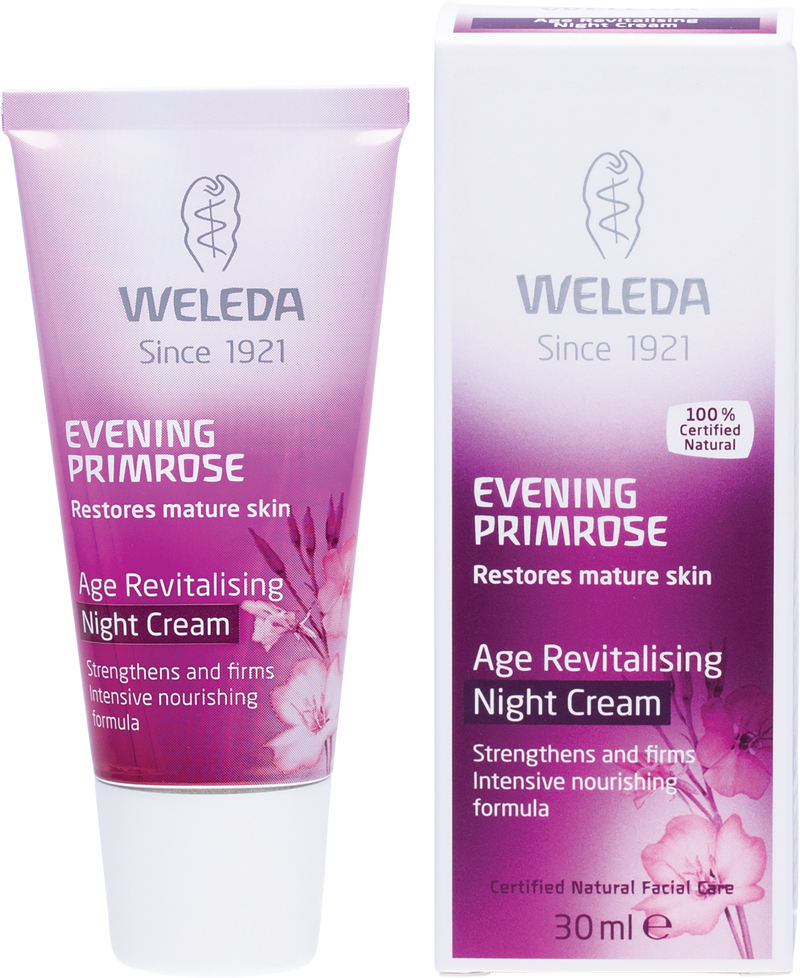 WELEDA
Since 1921
EVENING
PRIMROSE
Restores mature skin
Age Revitalising
Night Cream
Strengthens and firms
Intensive nourishing
formula
WELEDA
Age Revitalising
Night Cream
WELEDA
Since 1921
100 %
Certified
Natural
EVENING
PRIMROSE
Restores mature skin
Age Revitalising
Night Cream
Strengthens and firms
Intensive nourishing
formula
Certified Natural Facial Care
30 ml ℮